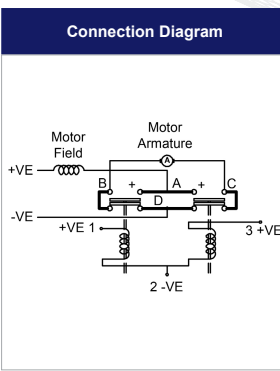 Connection Diagram
Motor
Armature
Motor
Field
A
+VE
B
+
A
+
C
D
-VE
+VE 1
3 +VE
2 -VE